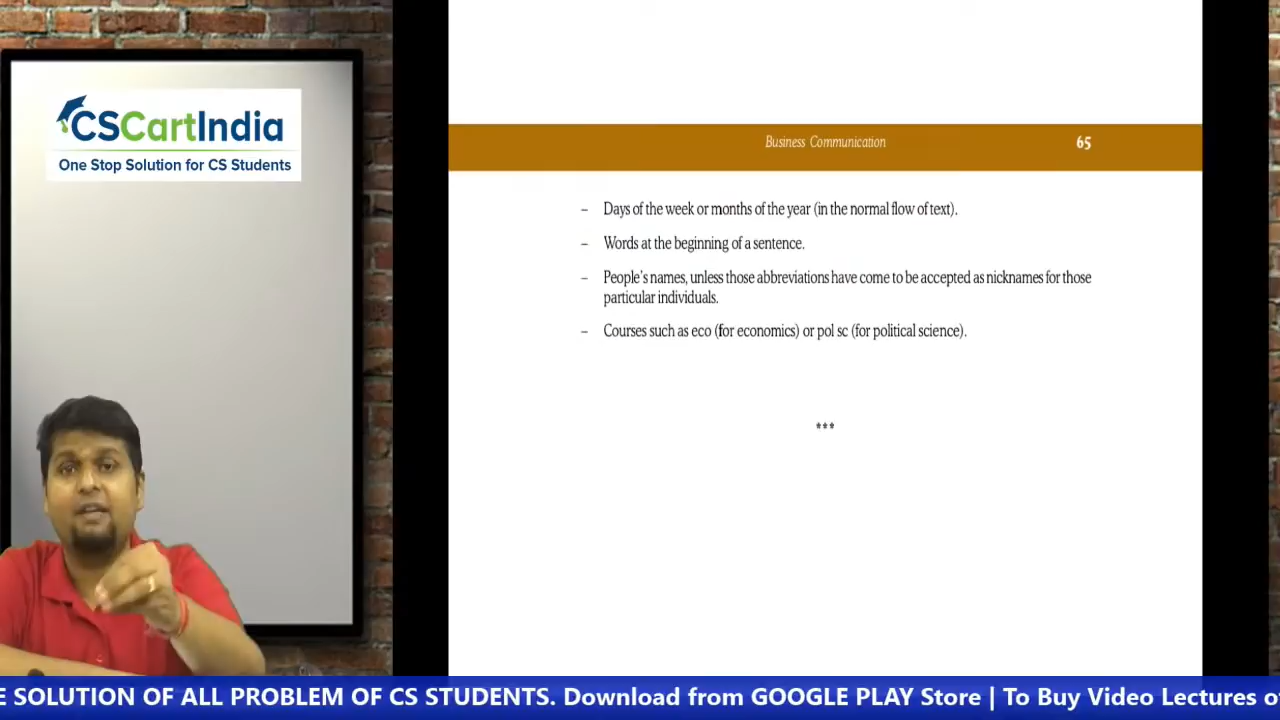 CSCartIndia
One Stop Solution for CS Students
Business Communication 65
– Days of the week or months of the year (in the normal flow of text).
– Words at the beginning of a sentence.
– People's names, unless those abbreviations have come to be accepted as nicknames for those
particular individuals.
– Courses such as eco (for economics) or pol sc (for political science).
***
SOLUTION OF ALL PROBLEM OF CS STUDENTS. Download from GOOGLE PLAY Store | To Buy Video Lectures